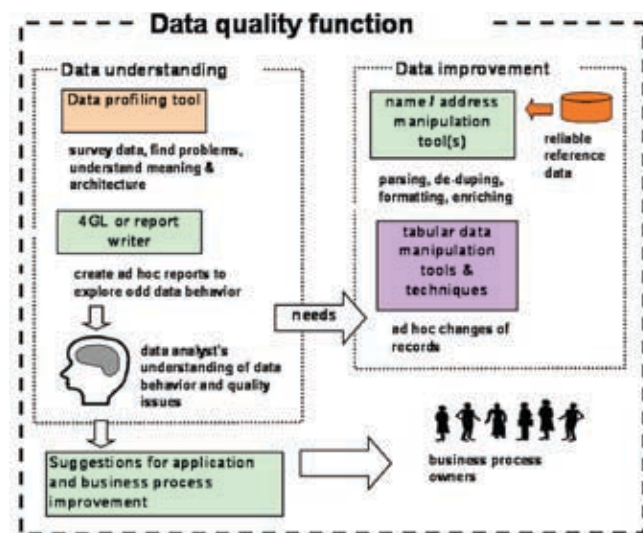 Data quality function
Data understanding
Data profiling tool
survey data, find problems,
understand meaning &
architecture
4GL or report
writer
create ad hoc reports to
explore odd data behavior
data analyst's
understanding of data
behavior and quality
issues
Suggestions for application
and business process
improvement
needs
Data improvement
name / address
manipulation
tool(s)
reliable
reference
data
parsing, de-duping,
formatting, enriching
tabular data
manipulation
tools &
techniques
ad hoc changes of
records
business process
owners